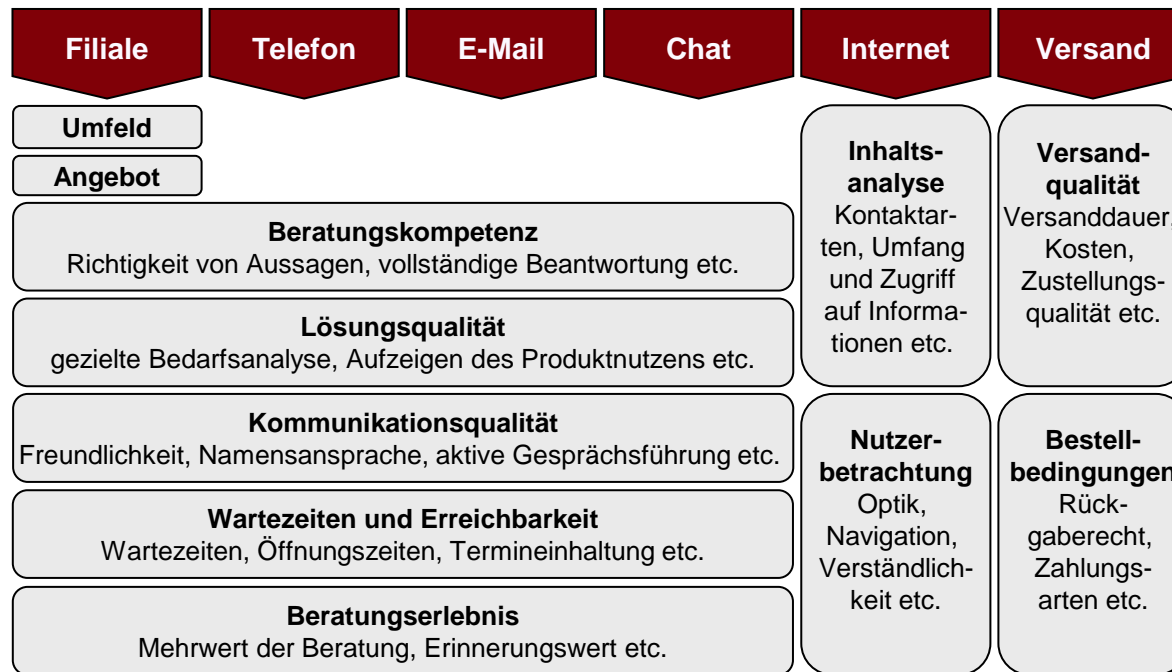 Filiale
Telefon
E-Mail
Chat
Internet
Versand
Umfeld
Angebot
Beratungskompetenz
Richtigkeit von Aussagen, vollständige Beantwortung etc.
Lösungsqualität
gezielte Bedarfsanalyse, Aufzeigen des Produktnutzens etc.
Kommunikationsqualität
Freundlichkeit, Namensansprache, aktive Gesprächsführung etc.
Wartezeiten und Erreichbarkeit
Wartezeiten, Öffnungszeiten, Termineinhaltung etc.
Beratungserlebnis
Mehrwert der Beratung, Erinnerungswert etc.
Inhalts-
analyse
Kontaktar-
ten, Umfang
und Zugriff
auf Informa-
tionen etc.
Nutzer-
betrachtung
Optik,
Navigation,
Verständlich-
keit etc.
Versand-
qualität
Versanddauer,
Kosten,
Zustellungs-
qualität etc.
Bestell-
bedingungen
Rück-
gaberecht,
Zahlungs-
arten etc.